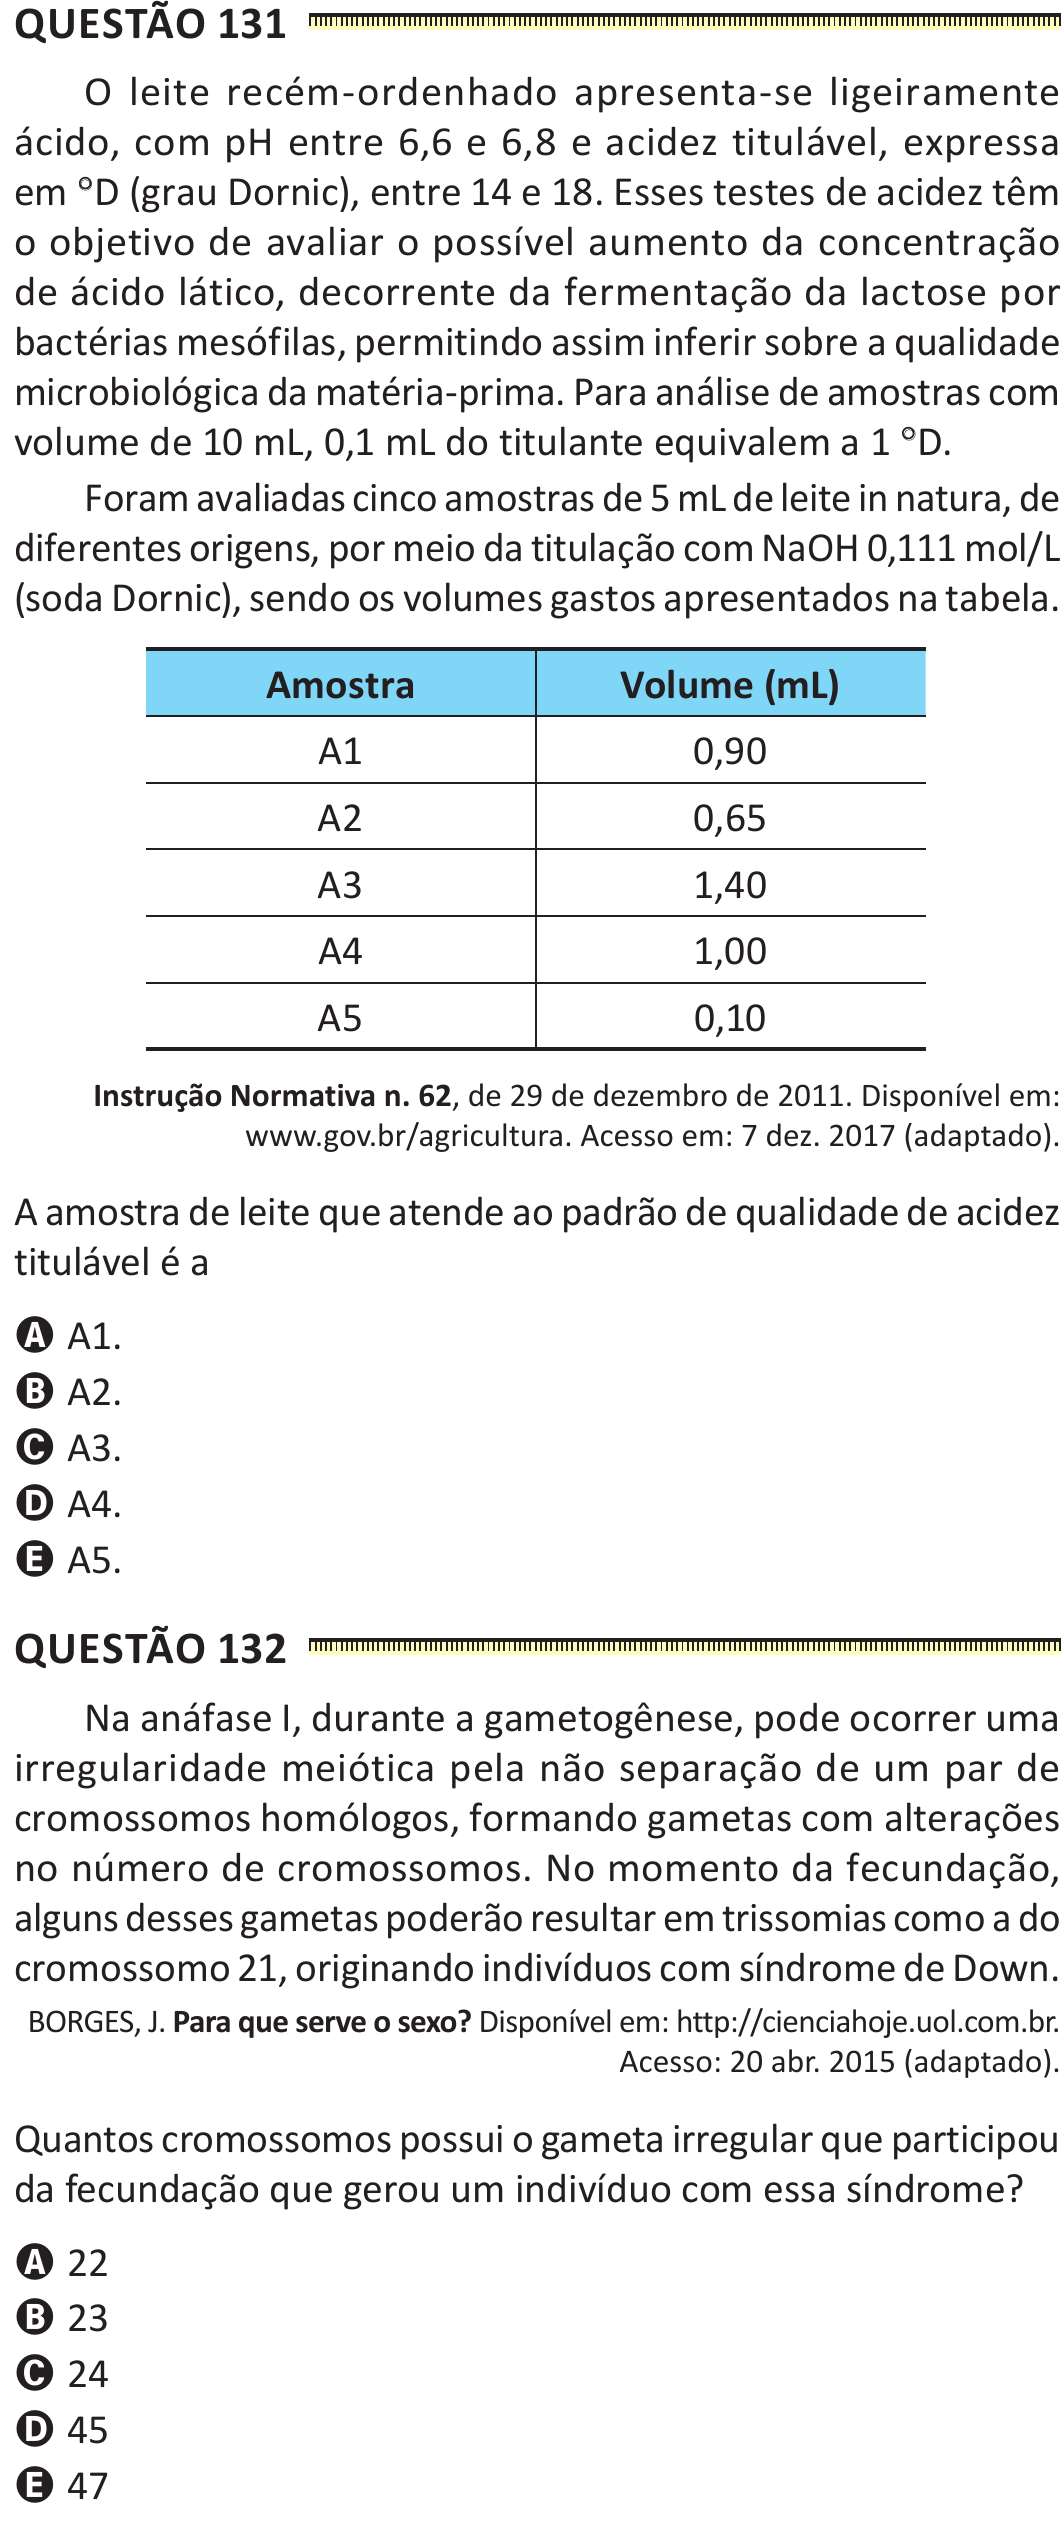 QUESTÃO 131
O leite recém-ordenhado apresenta-se ligeiramente
ácido, com pH entre 6,6 e 6,8 e acidez titulável, expressa
em °D (grau Dornic), entre 14 e 18. Esses testes de acidez têm
o objetivo de avaliar o possível aumento da concentração
de ácido lático, decorrente da fermentação da lactose por
bactérias mesófilas, permitindo assim inferir sobre a qualidade
microbiológica da matéria-prima. Para análise de amostras com
volume de 10 mL, 0,1 mL do titulante equivalem a 1 °D.
Foram avaliadas cinco amostras de 5 mL de leite in natura, de
diferentes origens, por meio da titulação com NaOH 0,111 mol/L
(soda Dornic), sendo os volumes gastos apresentados na tabela.
Amostra Volume (mL)
A1 0,90
A2 0,65
A3 1,40
A4 1,00
A5 0,10
Instrução Normativa n. 62, de 29 de dezembro de 2011. Disponível em:
www.gov.br/agricultura. Acesso em: 7 dez. 2017 (adaptado).
A amostra de leite que atende ao padrão de qualidade de acidez
titulável é a
A A1.
B A2.
C A3.
D A4.
E A5.
QUESTÃO 132
Na anáfase I, durante a gametogênese, pode ocorrer uma
irregularidade meiótica pela não separação de um par de
cromossomos homólogos, formando gametas com alterações
no número de cromossomos. No momento da fecundação,
alguns desses gametas poderão resultar em trissomias como a do
cromossomo 21, originando indivíduos com síndrome de Down.
BORGES, J. Para que serve o sexo? Disponível em: http://cienciahoje.uol.com.br.
Acesso: 20 abr. 2015 (adaptado).
Quantos cromossomos possui o gameta irregular que participou
da fecundação que gerou um indivíduo com essa síndrome?
A 22
B 23
C 24
D 45
E 47